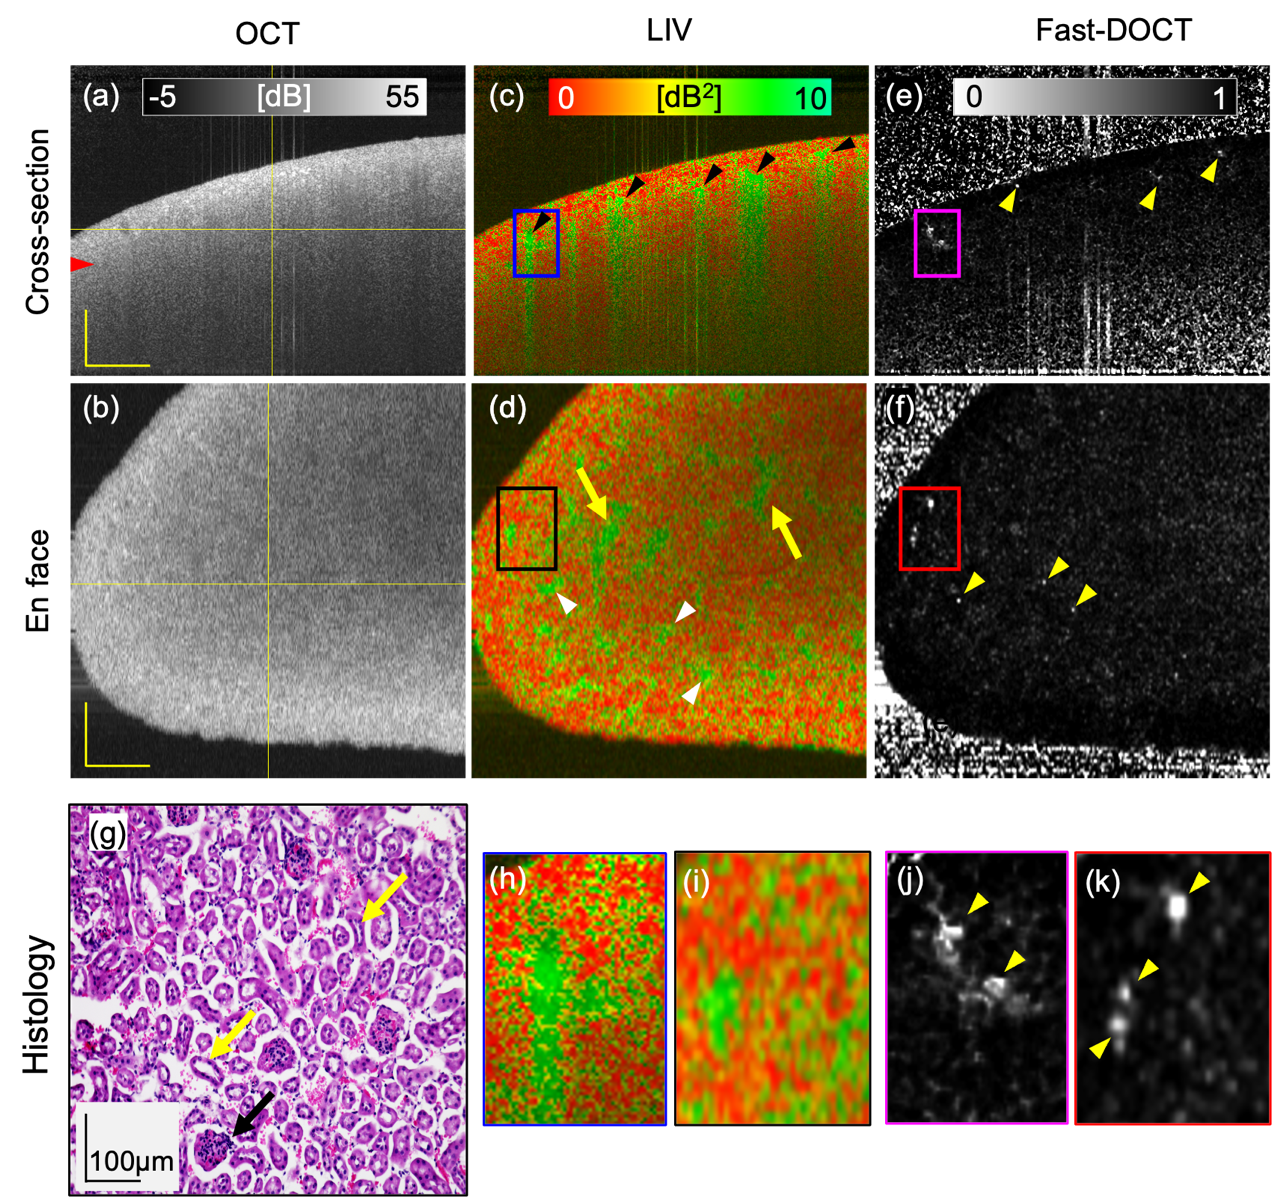 OCT LIV Fast-DOCT
Cross-section
(a) -5 [dB] 55
(c) 0 [dB²] 10
(e) 0 1
En face
(b) (d) (f)
Histology
(g) (h) (i) (j) (k)
100μm